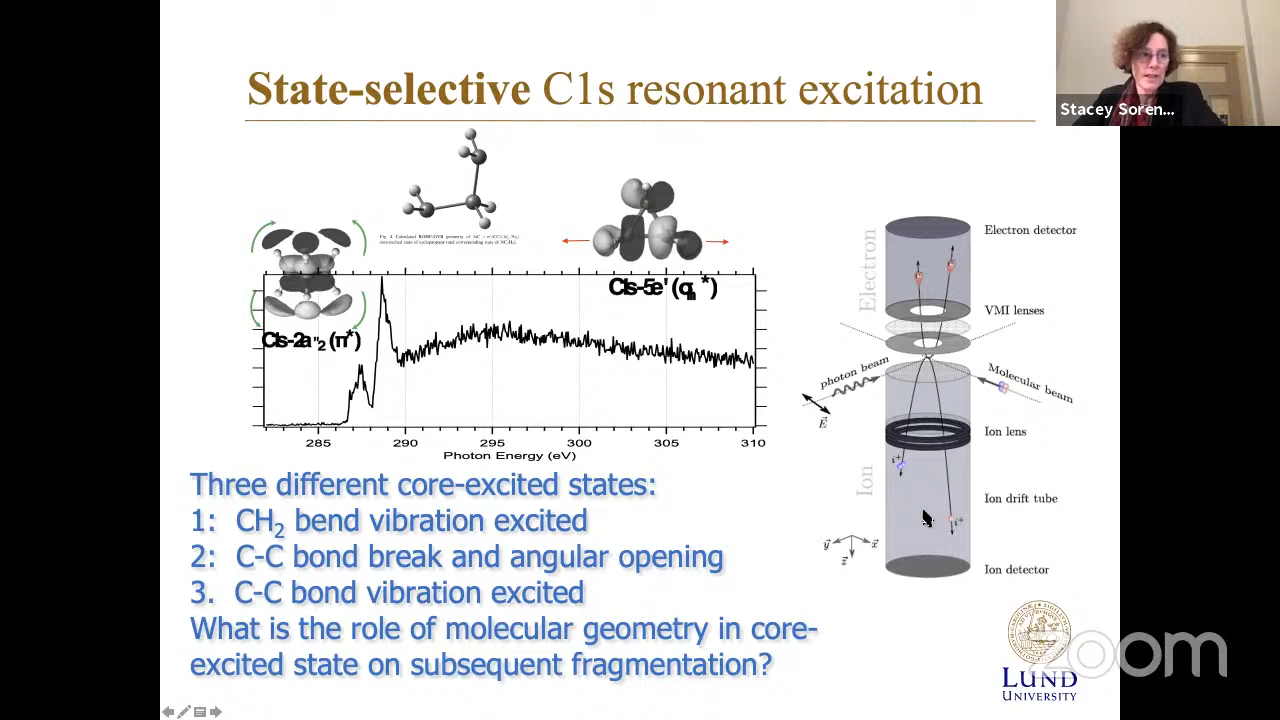 State-selective C1s resonant excitation
Stacey Soren...
C1s-2a"2 (π*)
C1s-5e'
285
290
295
300
305
310
Photon Energy (eV)
Three different core-excited states:
1: CH2 bend vibration excited
2: C-C bond break and angular opening
3. C-C bond vibration excited
What is the role of molecular geometry in core-
excited state on subsequent fragmentation?
Electron
Electron detector
VMI lenses
photon beam
Molecular beam
E
Ion lens
i+
Ion
Ion drift tube
i+
y
x
z
Ion detector
LUND
UNIVERSITY
zoom